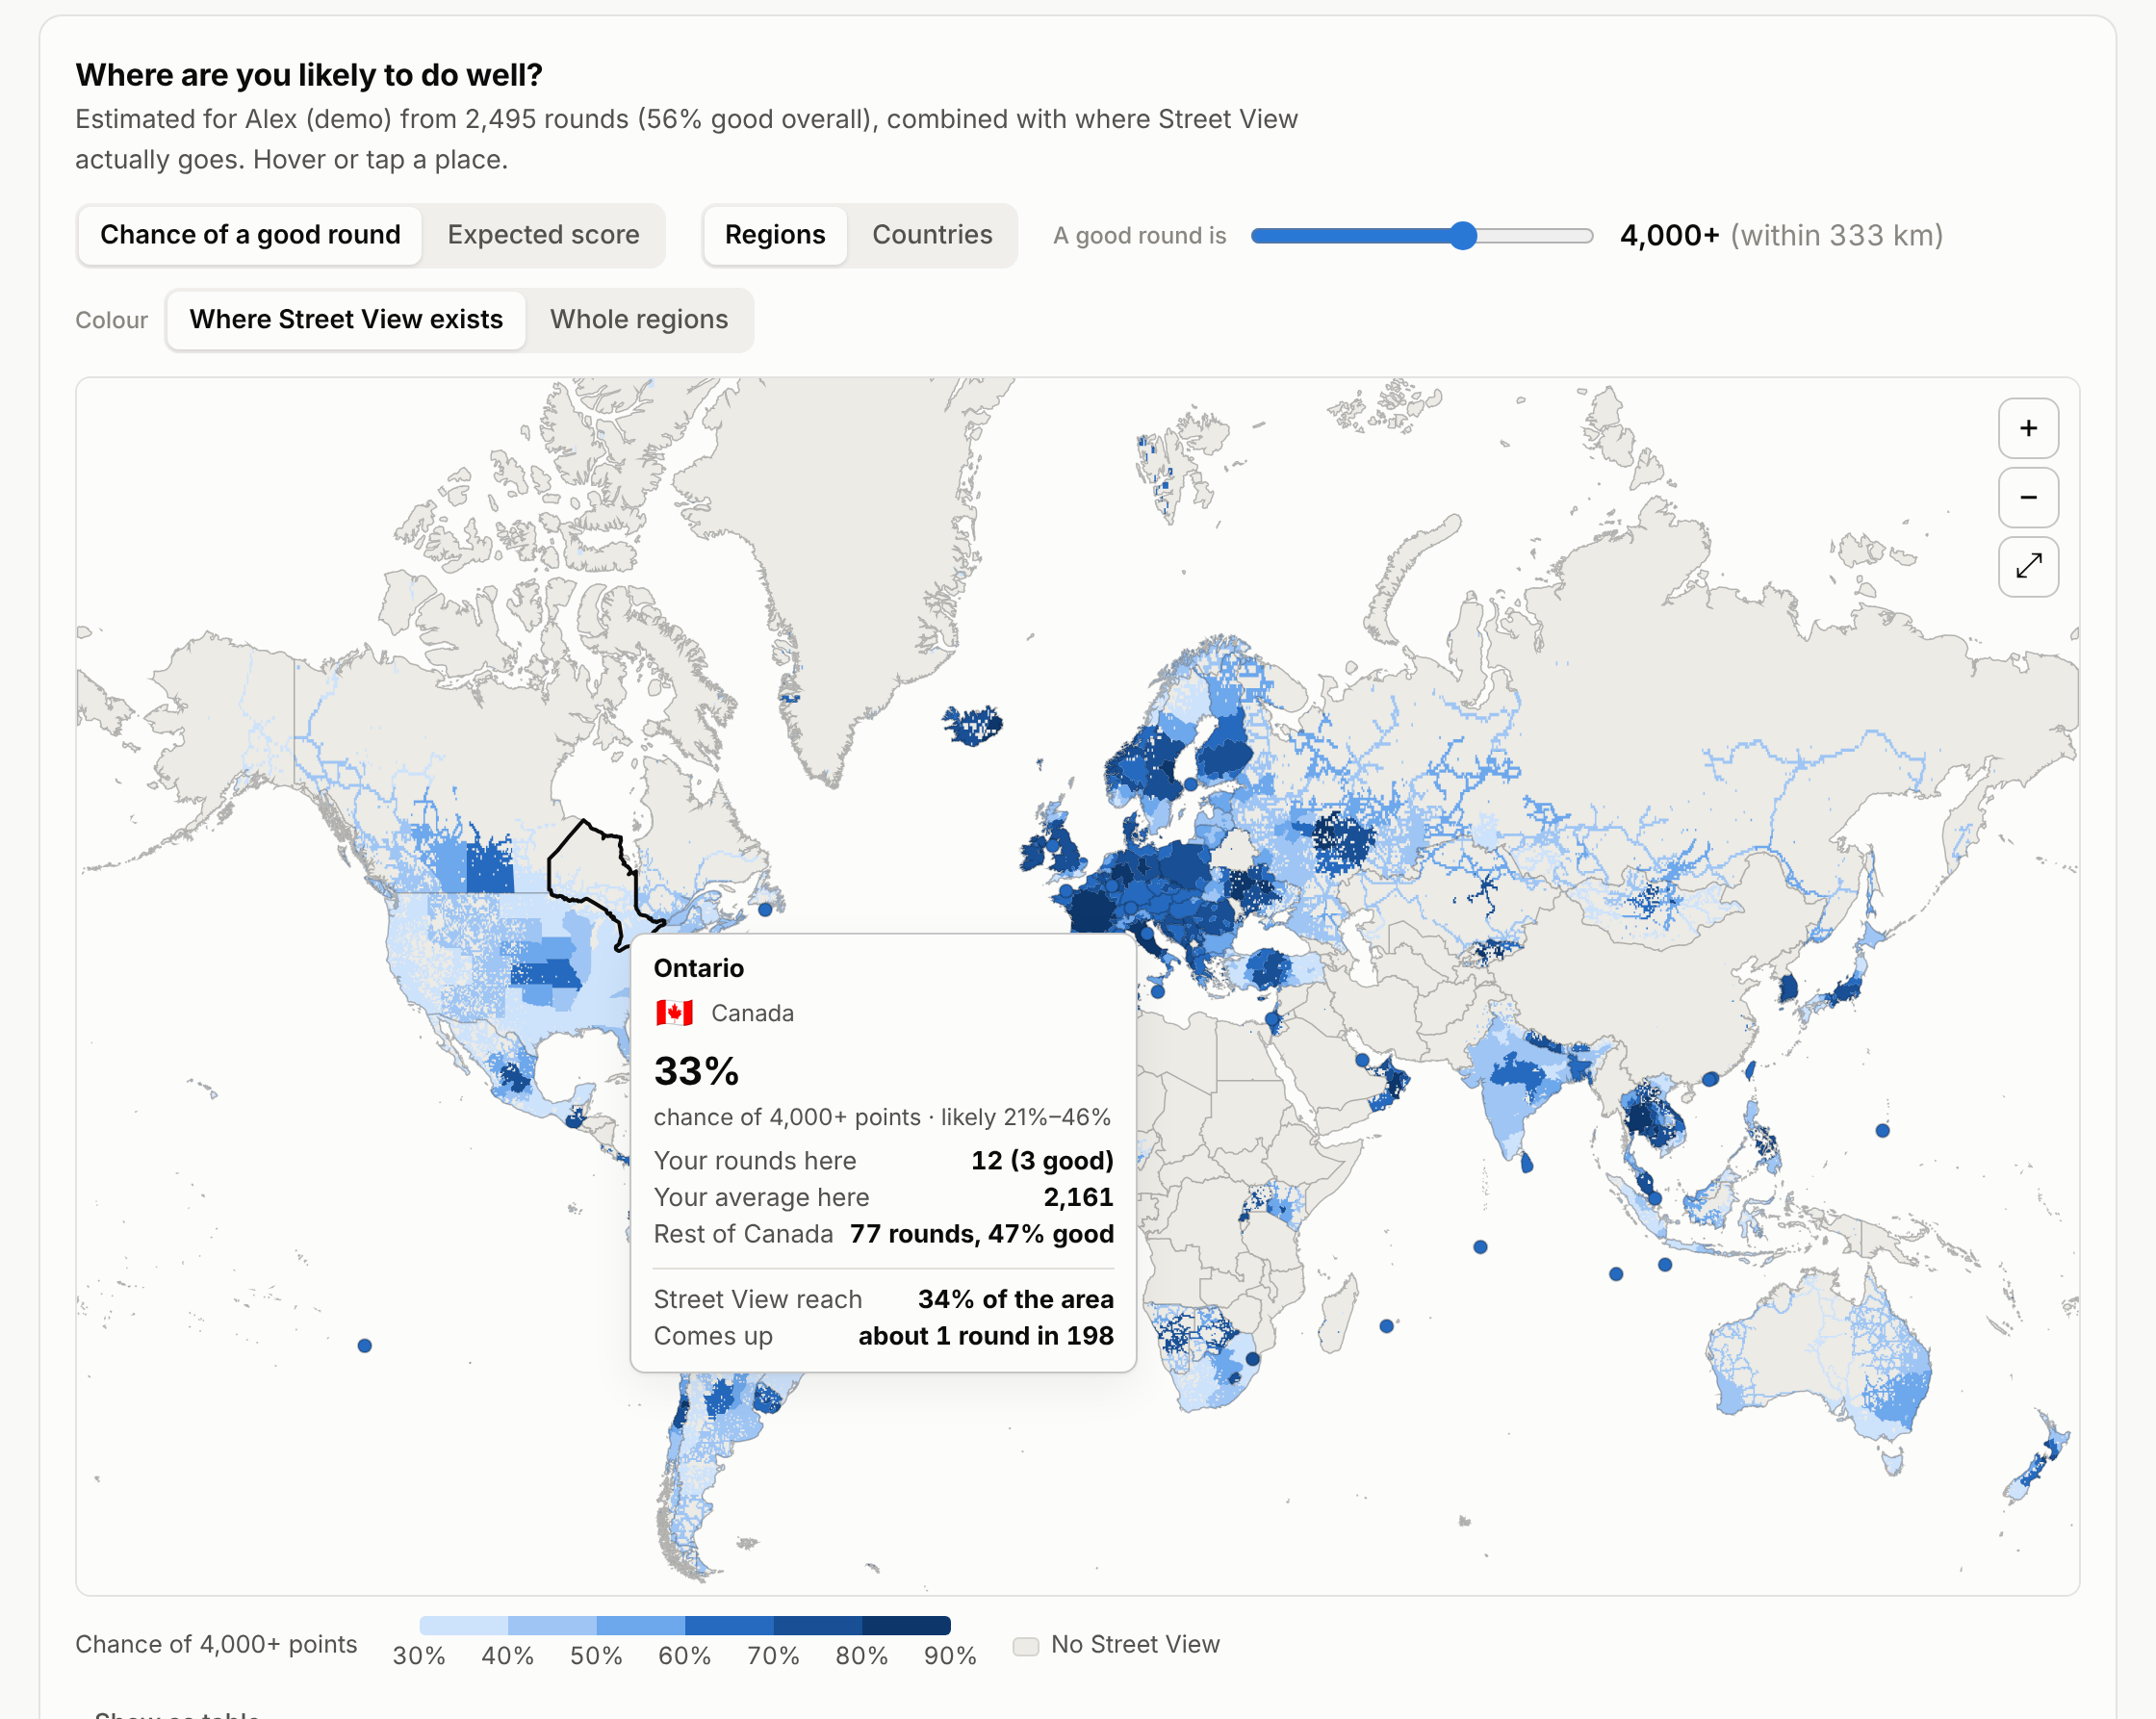 Where are you likely to do well?
Estimated for Alex (demo) from 2,495 rounds (56% good overall), combined with where Street View
actually goes. Hover or tap a place.
Chance of a good round Expected score Regions Countries A good round is 4,000+ (within 333 km)
Colour Where Street View exists Whole regions
+
−
Ontario
Canada
33%
chance of 4,000+ points · likely 21%–46%
Your rounds here 12 (3 good)
Your average here 2,161
Rest of Canada 77 rounds, 47% good
Street View reach 34% of the area
Comes up about 1 round in 198
Chance of 4,000+ points
30% 40% 50% 60% 70% 80% 90%
No Street View
Show as table